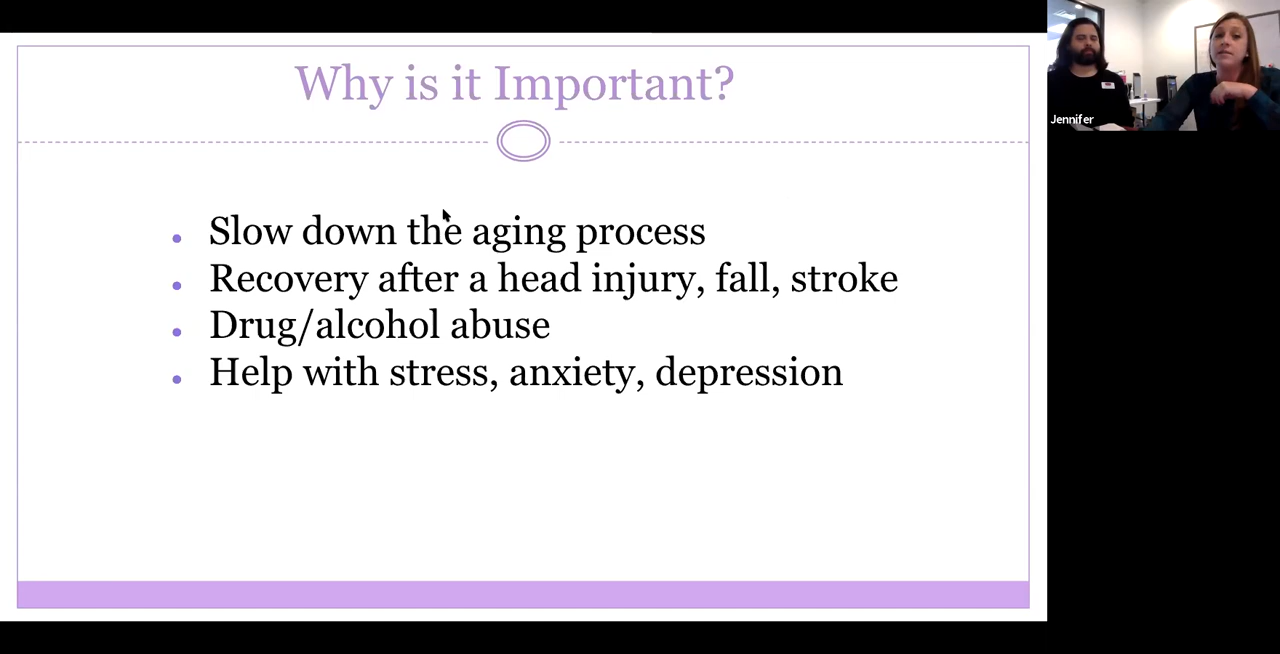 Why is it Important?
Slow down the aging process
Recovery after a head injury, fall, stroke
Drug/alcohol abuse
Help with stress, anxiety, depression
Jennifer